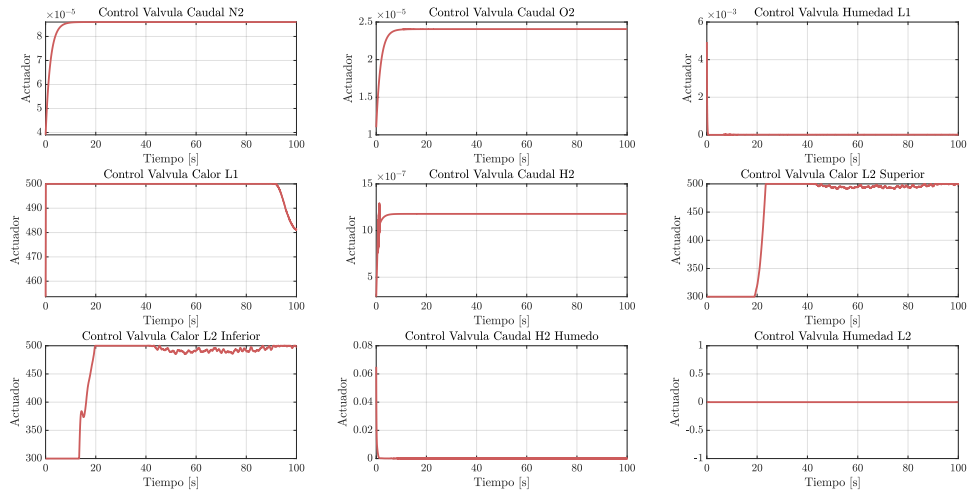 Control Valvula Caudal N2
×10⁻⁵
8
7
6
5
4
Actuador
0 20 40 60 80 100
Tiempo [s]
Control Valvula Caudal O2
×10⁻⁵
2.5
2
1.5
1
Actuador
0 20 40 60 80 100
Tiempo [s]
Control Valvula Humedad L1
×10⁻³
6
4
2
0
Actuador
0 20 40 60 80 100
Tiempo [s]
Control Valvula Calor L1
500
490
480
470
460
Actuador
0 20 40 60 80 100
Tiempo [s]
Control Valvula Caudal H2
×10⁻⁷
15
10
5
Actuador
0 20 40 60 80 100
Tiempo [s]
Control Valvula Calor L2 Superior
500
450
400
350
300
Actuador
0 20 40 60 80 100
Tiempo [s]
Control Valvula Calor L2 Inferior
500
450
400
350
300
Actuador
0 20 40 60 80 100
Tiempo [s]
Control Valvula Caudal H2 Humedo
0.08
0.06
0.04
0.02
0
Actuador
0 20 40 60 80 100
Tiempo [s]
Control Valvula Humedad L2
1
0.5
0
-0.5
-1
Actuador
0 20 40 60 80 100
Tiempo [s]